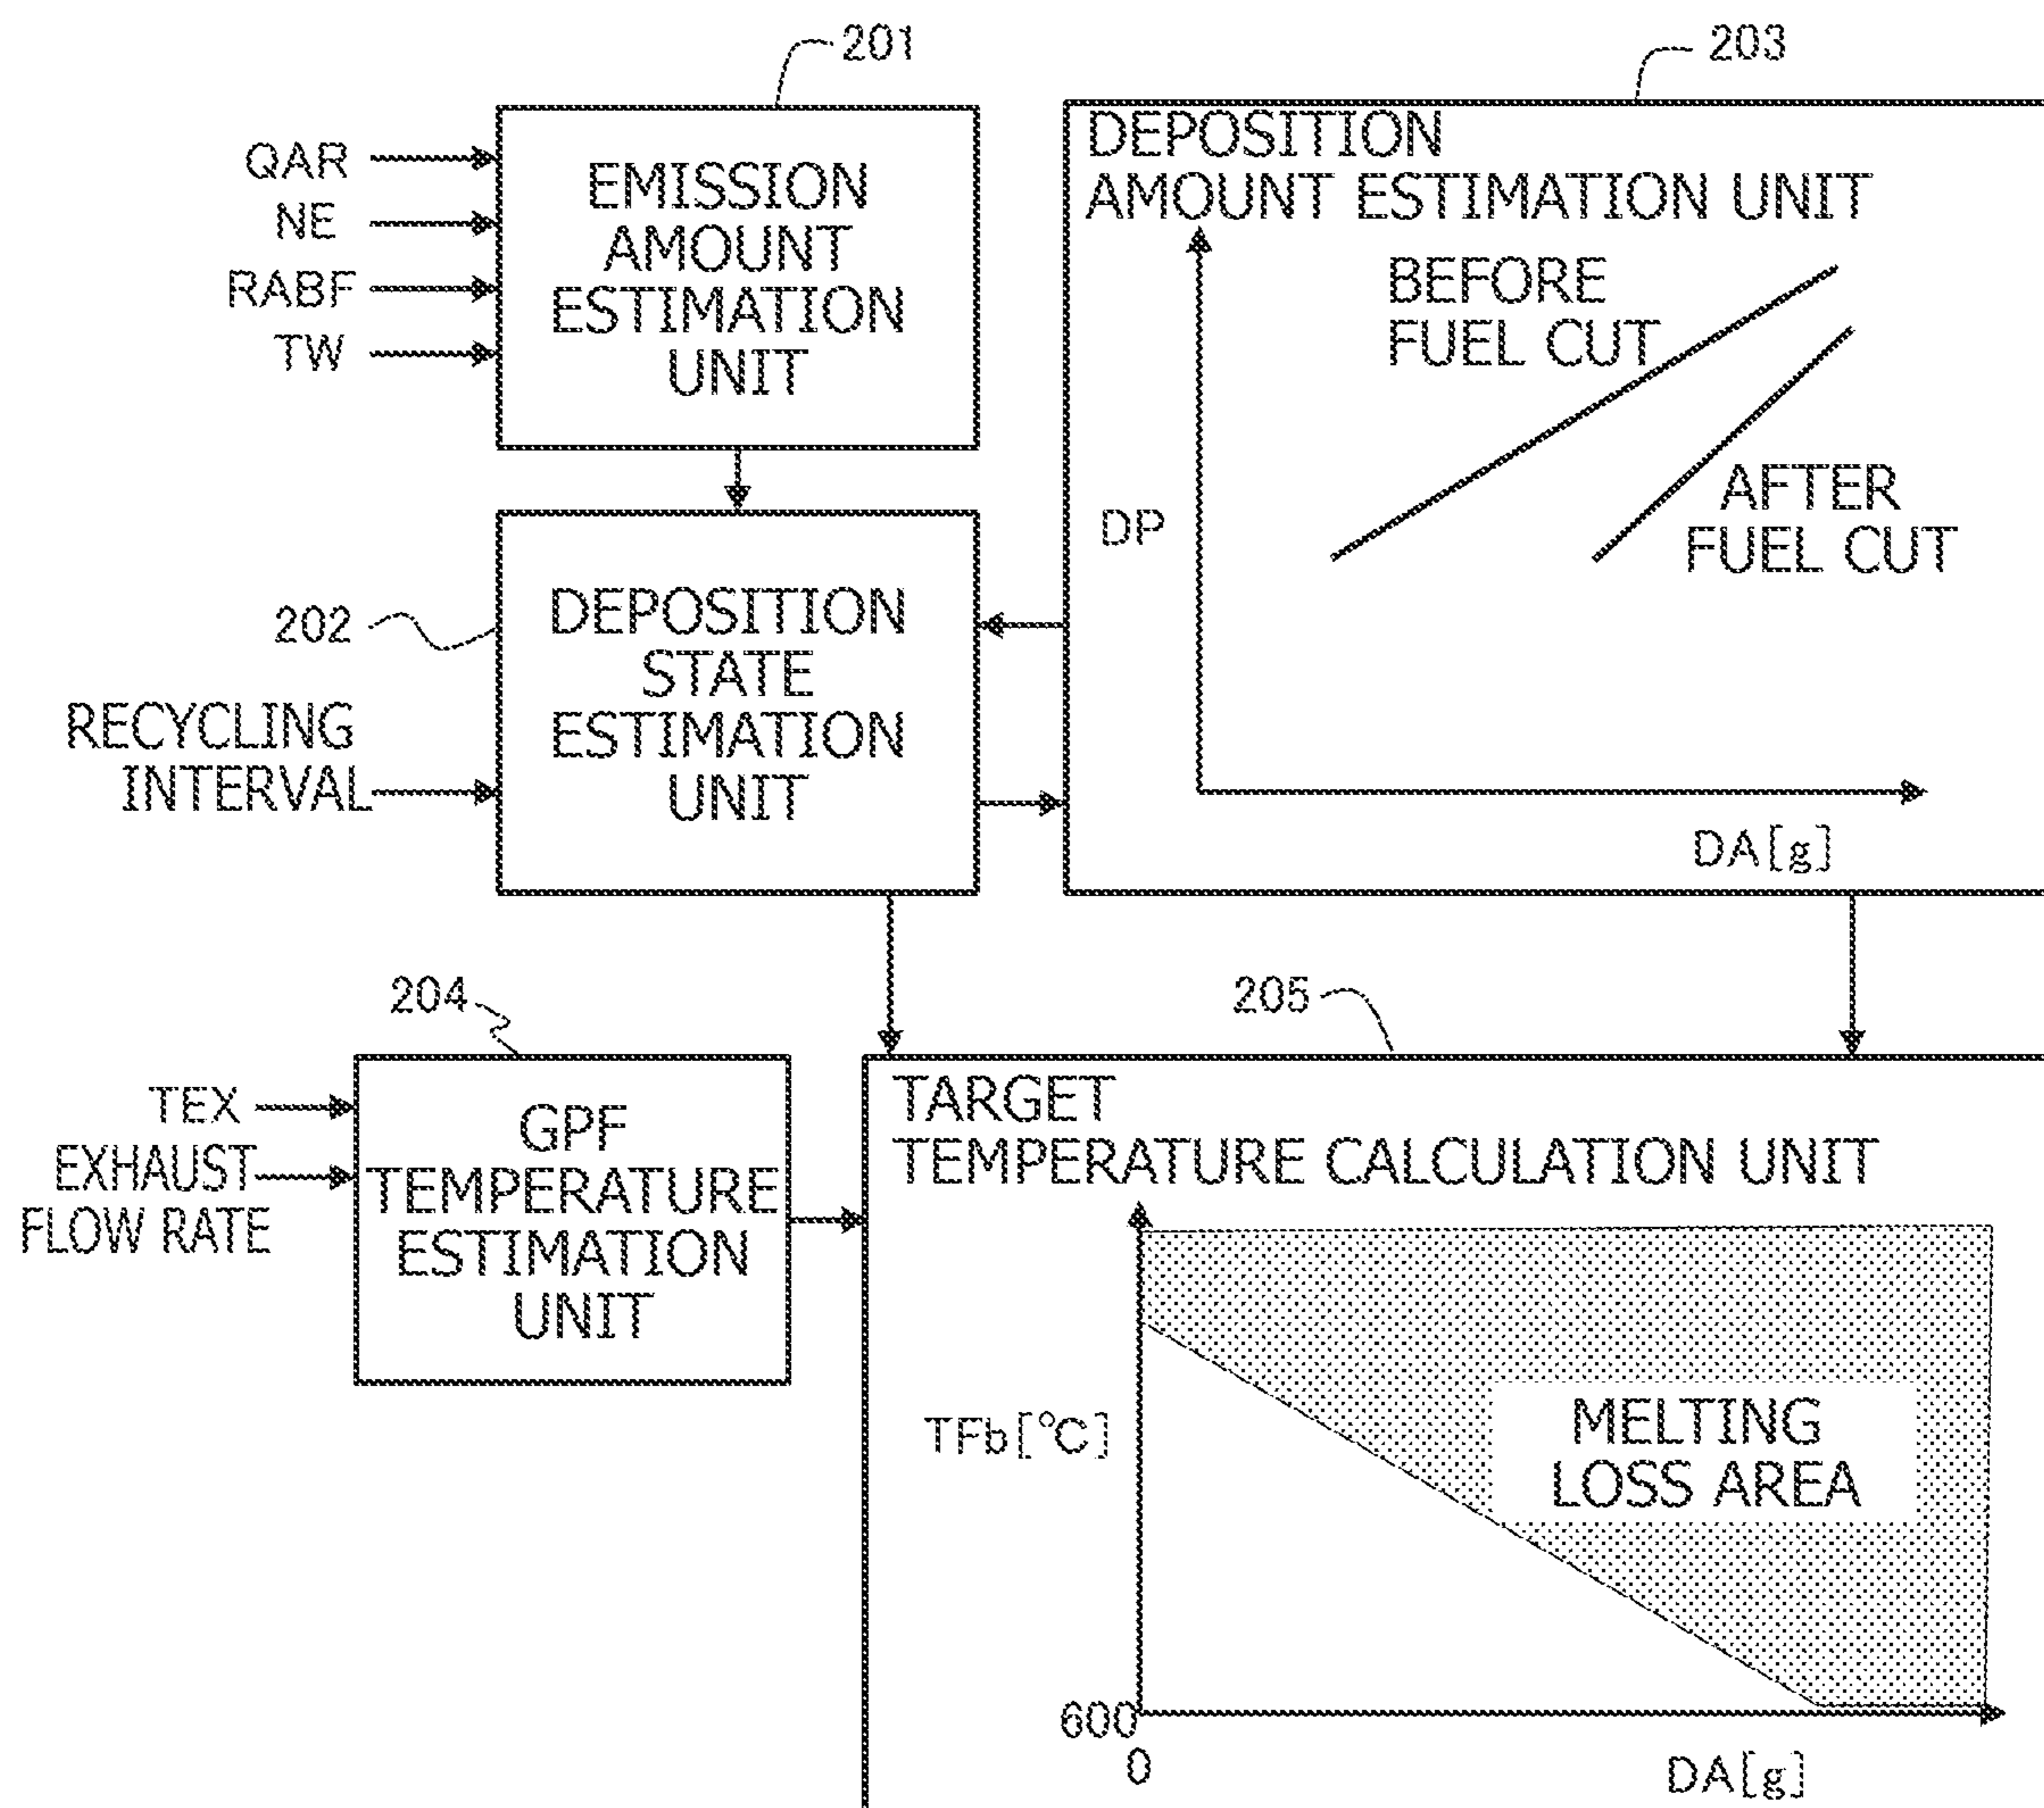 201
203
QAR
NE
RABF
TW
EMISSION
AMOUNT
ESTIMATION
UNIT
DEPOSITION
AMOUNT ESTIMATION UNIT
BEFORE
FUEL CUT
AFTER
FUEL CUT
DP
DA[g]
202
RECYCLING
INTERVAL
DEPOSITION
STATE
ESTIMATION
UNIT
204
205
TEX
EXHAUST
FLOW RATE
GPF
TEMPERATURE
ESTIMATION
UNIT
TARGET
TEMPERATURE CALCULATION UNIT
TFb[℃]
MELTING
LOSS AREA
600
0
DA[g]